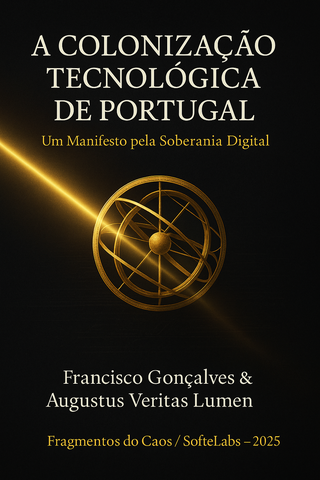 A COLONIZAÇÃO
TECNOLÓGICA
DE PORTUGAL
Um Manifesto pela Soberania Digital
Francisco Gonçalves &
Augustus Veritas Lumen
Fragmentos do Caos / SofteLabs – 2025